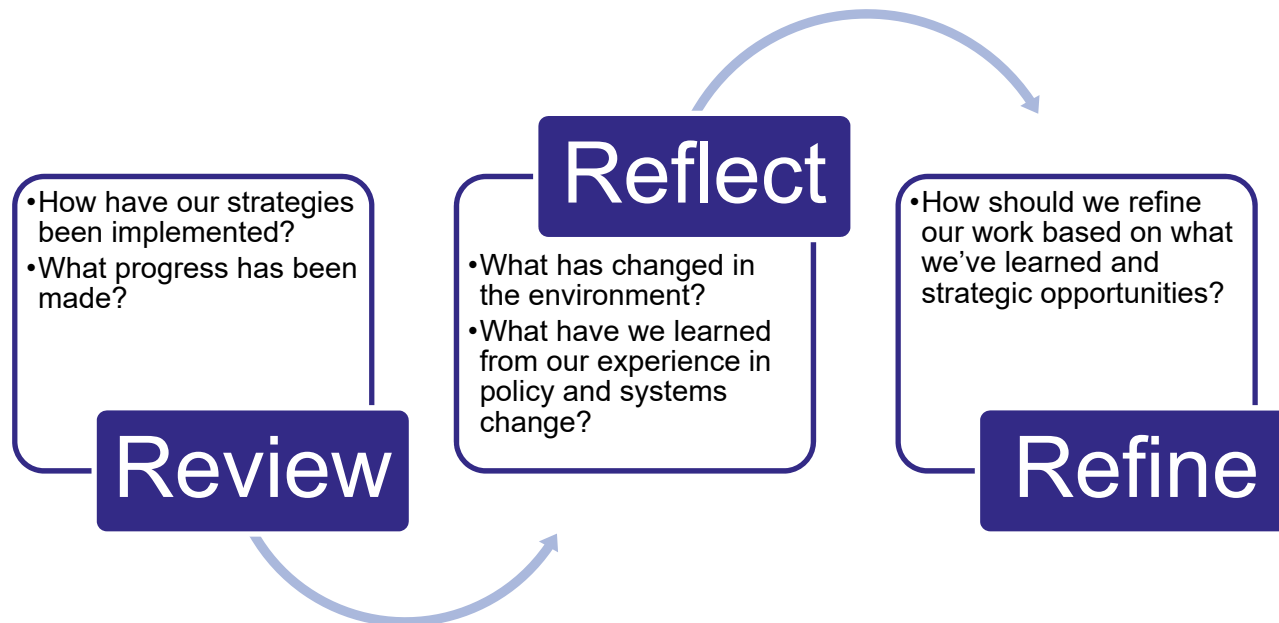 •How have our strategies
been implemented?
•What progress has been
made?
Review
Reflect
•What has changed in
the environment?
•What have we learned
from our experience in
policy and systems
change?
•How should we refine
our work based on what
we’ve learned and
strategic opportunities?
Refine